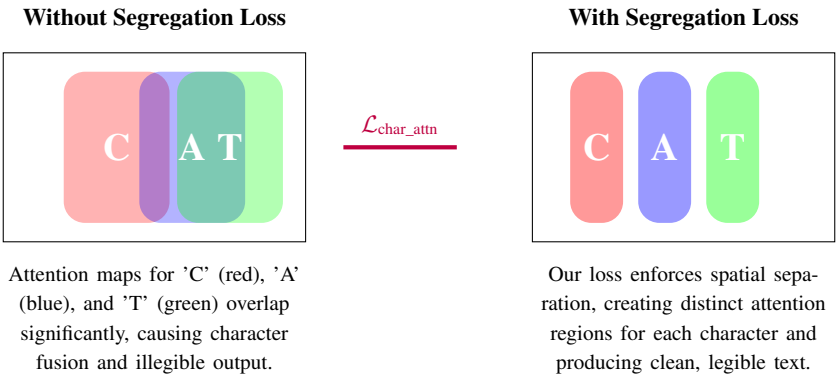 Without Segregation Loss
C A T
Attention maps for ’C’ (red), ’A’
(blue), and ’T’ (green) overlap
significantly, causing character
fusion and illegible output.
ℒchar_attn
With Segregation Loss
C A T
Our loss enforces spatial sepa-
ration, creating distinct attention
regions for each character and
producing clean, legible text.